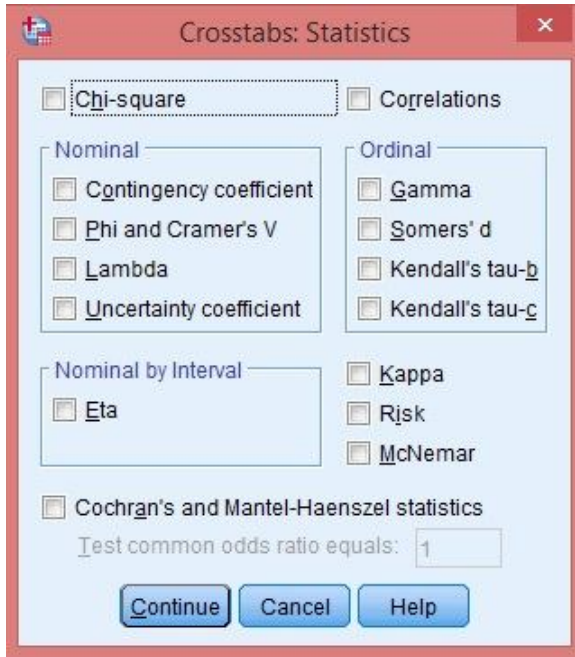 Crosstabs: Statistics
Chi-square
Correlations
Nominal
Contingency coefficient
Phi and Cramer's V
Lambda
Uncertainty coefficient
Ordinal
Gamma
Somers' d
Kendall's tau-b
Kendall's tau-c
Nominal by Interval
Eta
Kappa
Risk
McNemar
Cochran's and Mantel-Haenszel statistics
Test common odds ratio equals: 1
Continue Cancel Help